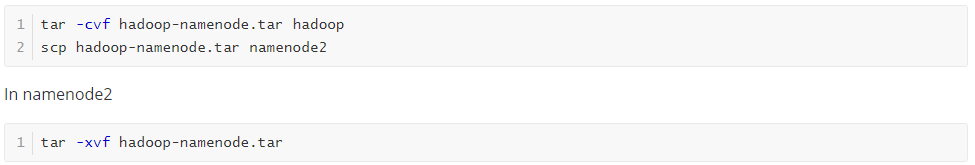 1 tar -cvf hadoop-namenode.tar hadoop
2 scp hadoop-namenode.tar namenode2
In namenode2
1 tar -xvf hadoop-namenode.tar